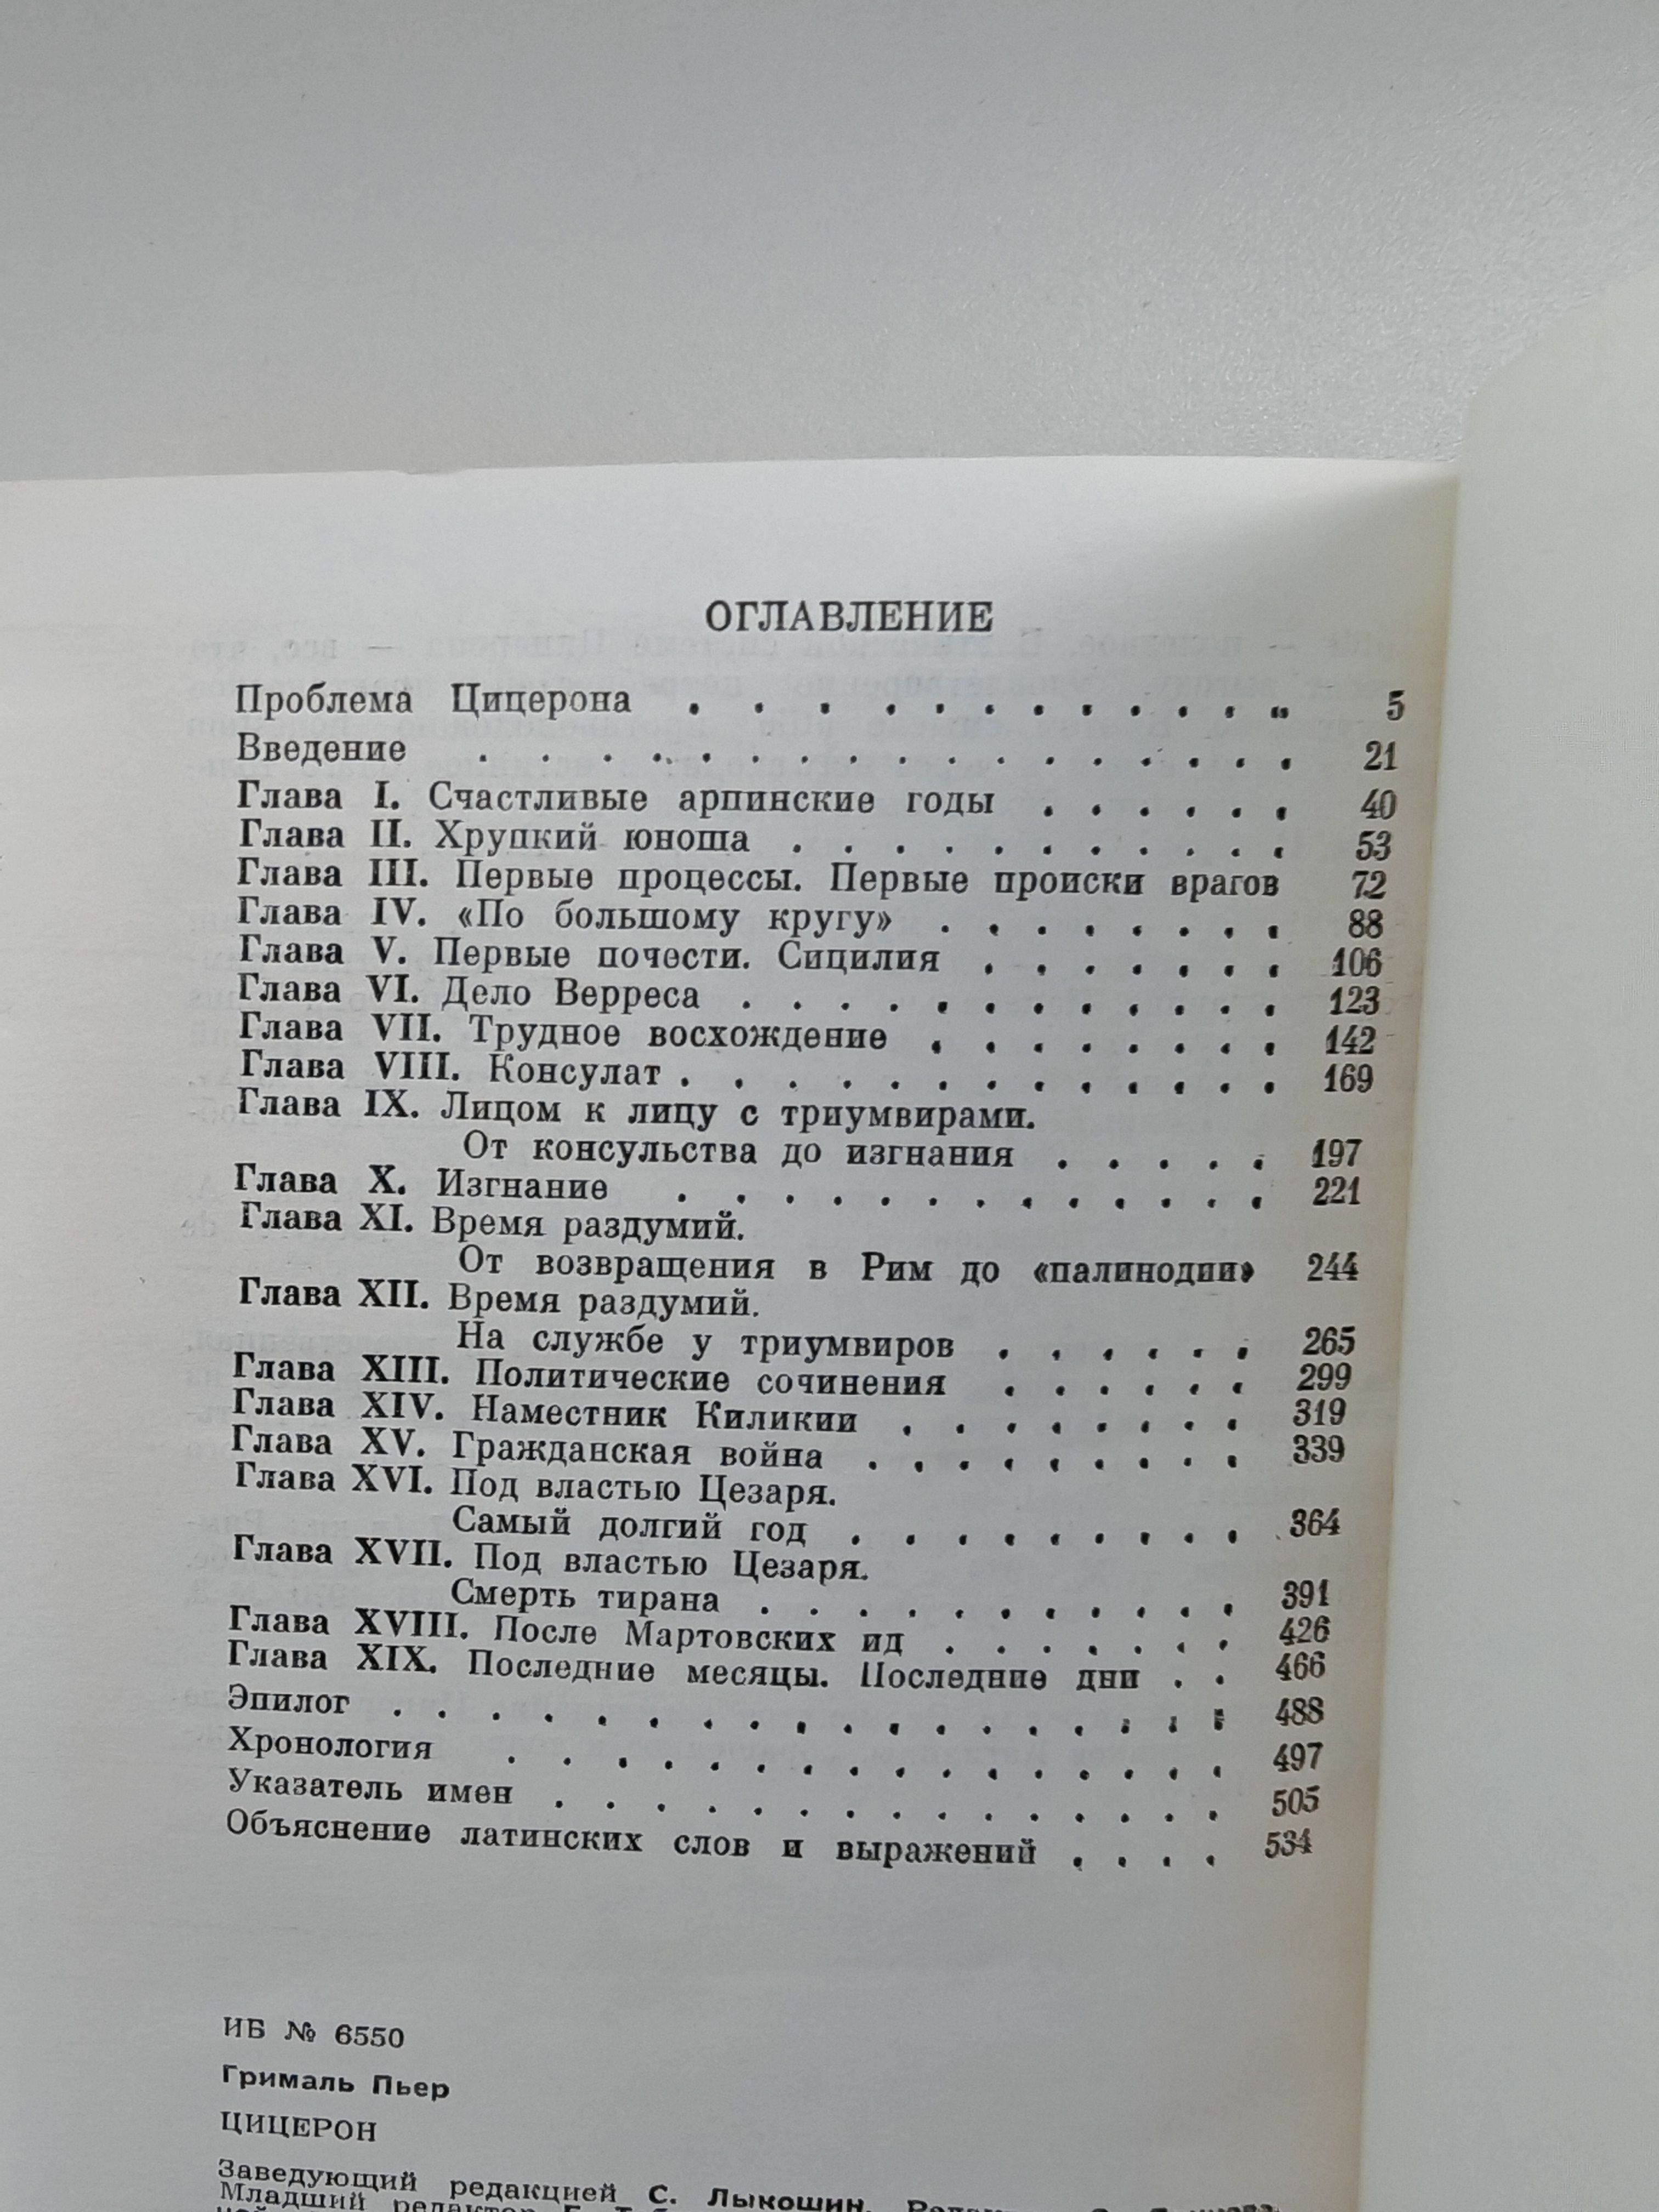 ОГЛАВЛЕНИЕ
Проблема Цицерона . . . . . . . . . . . . 5
Введение . . . . . . . . . . . . . . . 21
Глава I. Счастливые арпинские годы . . . . . . 40
Глава II. Хрупкий юноша . . . . . . . . . . . 53
Глава III. Первые процессы. Первые происки врагов 72
Глава IV. «По большому кругу» . . . . . . . . 88
Глава V. Первые почести. Сицилия . . . . . . . 106
Глава VI. Дело Верреса . . . . . . . . . . . . 123
Глава VII. Трудное восхождение . . . . . . . . 142
Глава VIII. Консулат . . . . . . . . . . . . . 169
Глава IX. Лицом к лицу с триумвирами.
От консульства до изгнания . . . . . 197
Глава X. Изгнание . . . . . . . . . . . . . 221
Глава XI. Время раздумий.
От возвращения в Рим до «палинодии» 244
Глава XII. Время раздумий.
На службе у триумвиров . . . . . . 265
Глава XIII. Политические сочинения . . . . . . 299
Глава XIV. Наместник Киликии . . . . . . . . 319
Глава XV. Гражданская война . . . . . . . . . 339
Глава XVI. Под властью Цезаря.
Самый долгий год . . . . . . . . . 364
Глава XVII. Под властью Цезаря.
Смерть тирана . . . . . . . . . . . 391
Глава XVIII. После Мартовских ид . . . . . . . 426
Глава XIX. Последние месяцы. Последние дни . . 466
Эпилог . . . . . . . . . . . . . . . . . . 488
Хронология . . . . . . . . . . . . . . . . 497
Указатель имен . . . . . . . . . . . . . . 505
Объяснение латинских слов и выражений . . . . 534
ИБ № 6550
Грималь Пьер
ЦИЦЕРОН
Заведующий редакцией С. Лыкошин.
Младший редактор